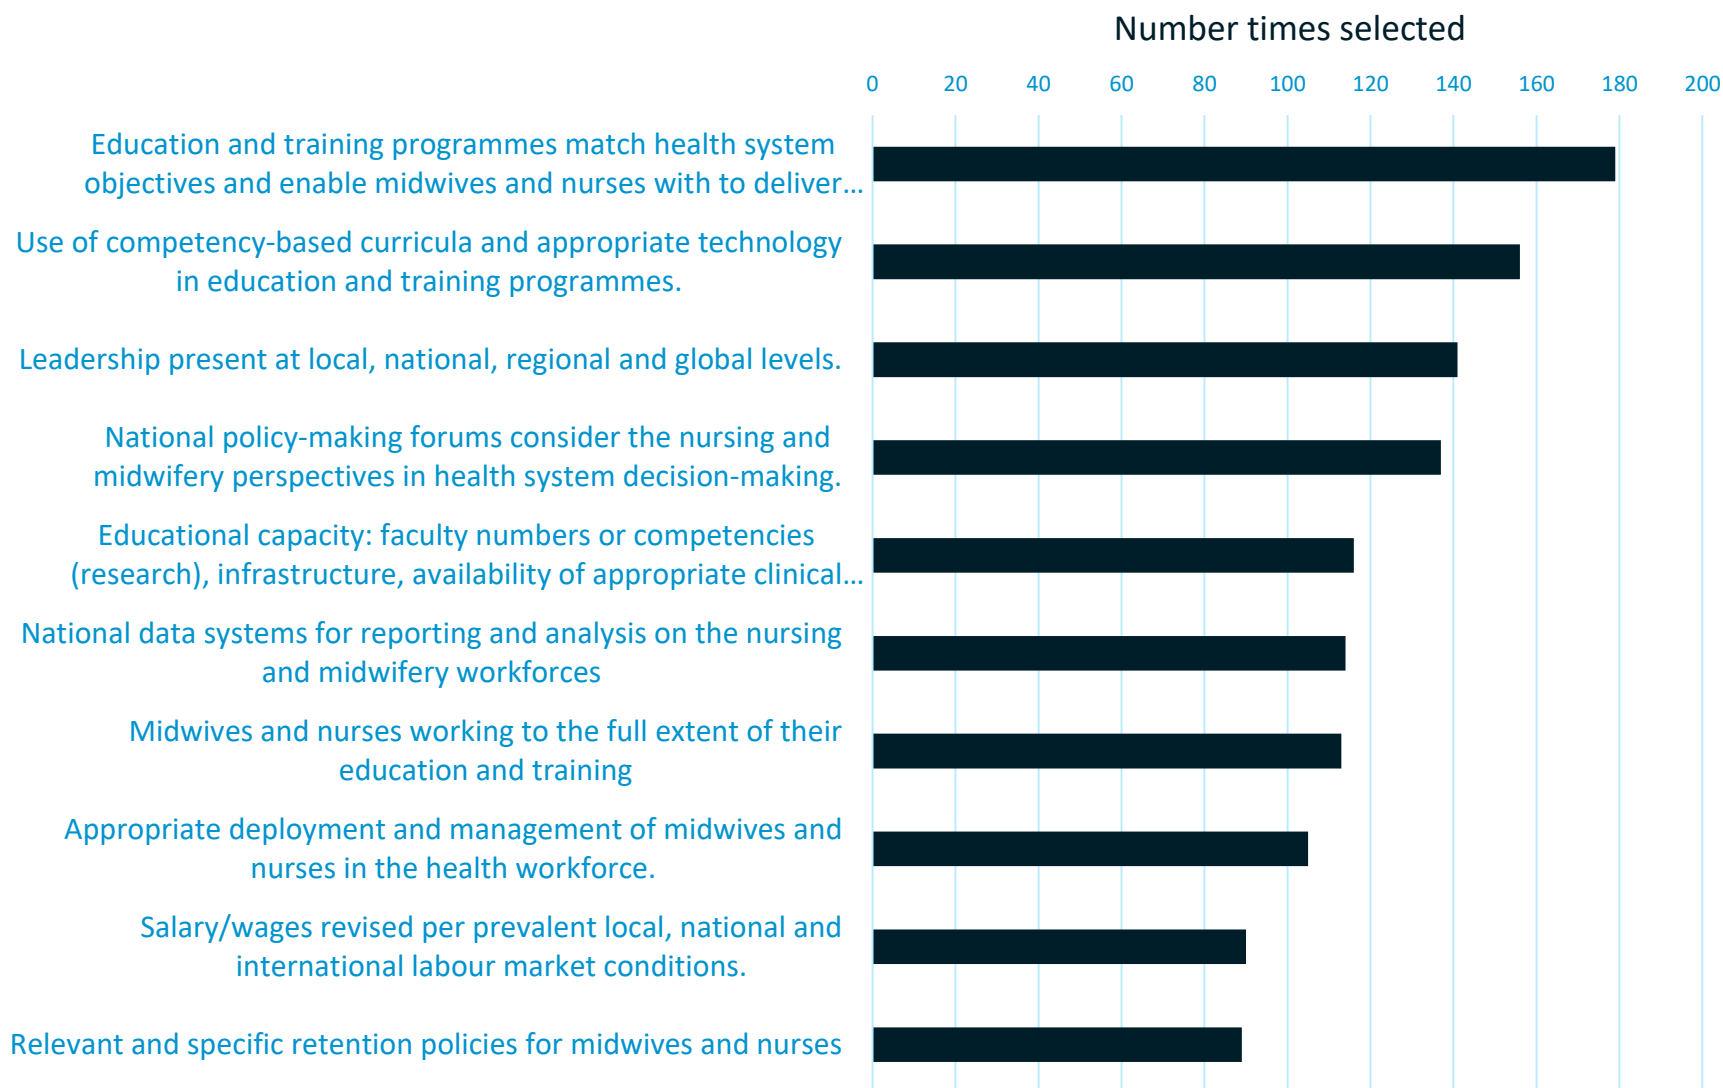 Number times selected
0 20 40 60 80 100 120 140 160 180 200
Education and training programmes match health system
objectives and enable midwives and nurses with to deliver...
Use of competency-based curricula and appropriate technology
in education and training programmes.
Leadership present at local, national, regional and global levels.
National policy-making forums consider the nursing and
midwifery perspectives in health system decision-making.
Educational capacity: faculty numbers or competencies
(research), infrastructure, availability of appropriate clinical...
National data systems for reporting and analysis on the nursing
and midwifery workforces
Midwives and nurses working to the full extent of their
education and training
Appropriate deployment and management of midwives and
nurses in the health workforce.
Salary/wages revised per prevalent local, national and
international labour market conditions.
Relevant and specific retention policies for midwives and nurses